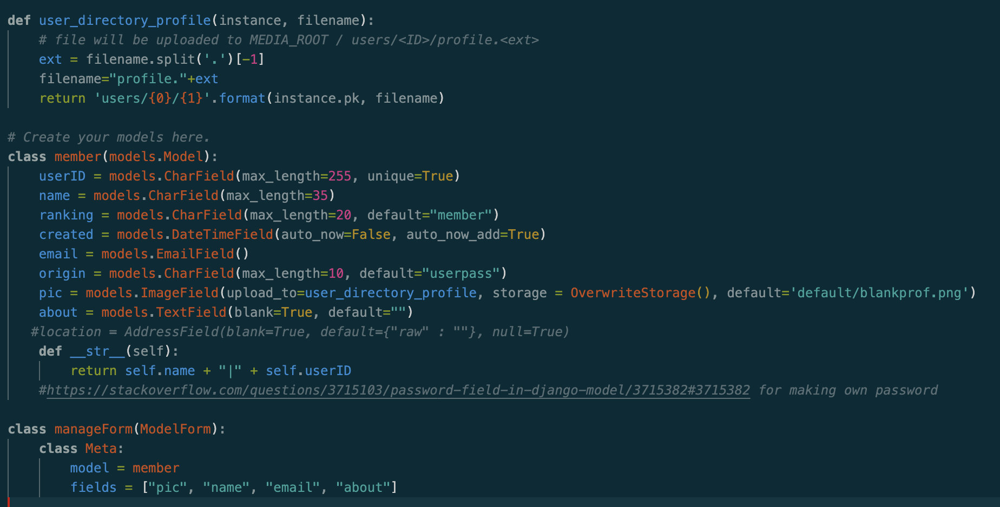 def user_directory_profile(instance, filename):
    # file will be uploaded to MEDIA_ROOT / users/<ID>/profile.<ext>
    ext = filename.split('.')[-1]
    filename="profile."+ext
    return 'users/{0}/{1}'.format(instance.pk, filename)

# Create your models here.
class member(models.Model):
    userID = models.CharField(max_length=255, unique=True)
    name = models.CharField(max_length=35)
    ranking = models.CharField(max_length=20, default="member")
    created = models.DateTimeField(auto_now=False, auto_now_add=True)
    email = models.EmailField()
    origin = models.CharField(max_length=10, default="userpass")
    pic = models.ImageField(upload_to=user_directory_profile, storage = OverwriteStorage(), default='default/blankprof.png')
    about = models.TextField(blank=True, default="")
   #location = AddressField(blank=True, default={"raw" : ""}, null=True)
    def __str__(self):
        return self.name + "|" + self.userID
    #https://stackoverflow.com/questions/3715103/password-field-in-django-model/3715382#3715382 for making own password

class manageForm(ModelForm):
    class Meta:
        model = member
        fields = ["pic", "name", "email", "about"]